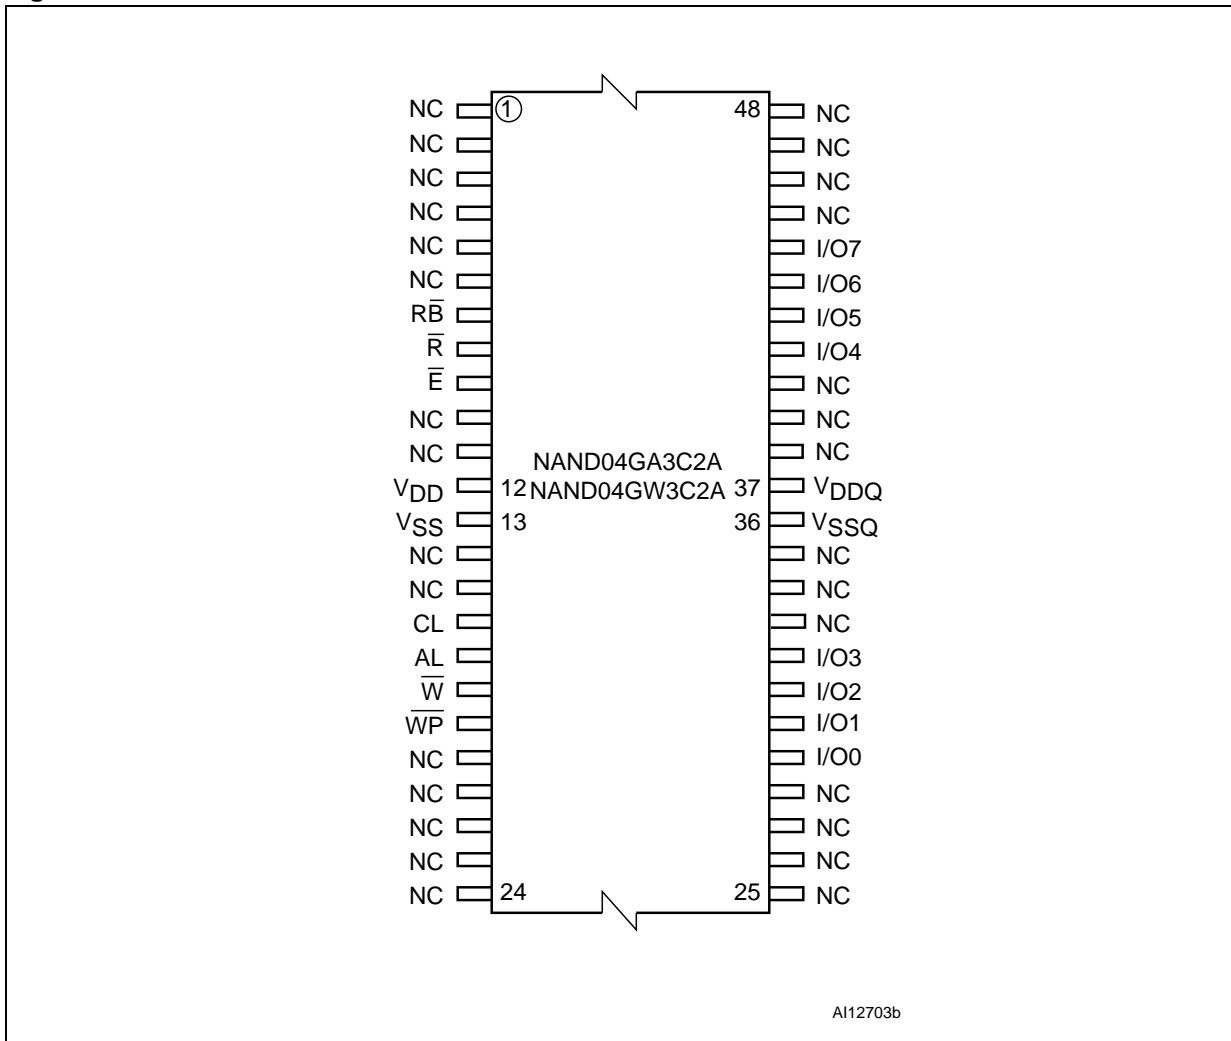 NC 1 48 NC
NC NC
NC NC
NC NC
NC I/O7
NC I/O6
RB̅ I/O5
R̅ I/O4
E̅ NC
NC NC
NC NC
NAND04GA3C2A
VDD 12 NAND04GW3C2A 37 VDDQ
VSS 13 36 VSSQ
NC NC
NC NC
CL NC
AL I/O3
W̅ I/O2
W̅P̅ I/O1
NC I/O0
NC NC
NC NC
NC NC
NC 24 25 NC
AI12703b